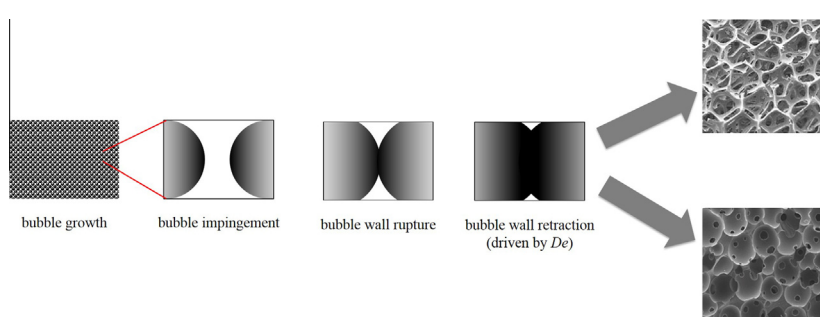 bubble growth
bubble impingement
bubble wall rupture
bubble wall retraction
(driven by De)